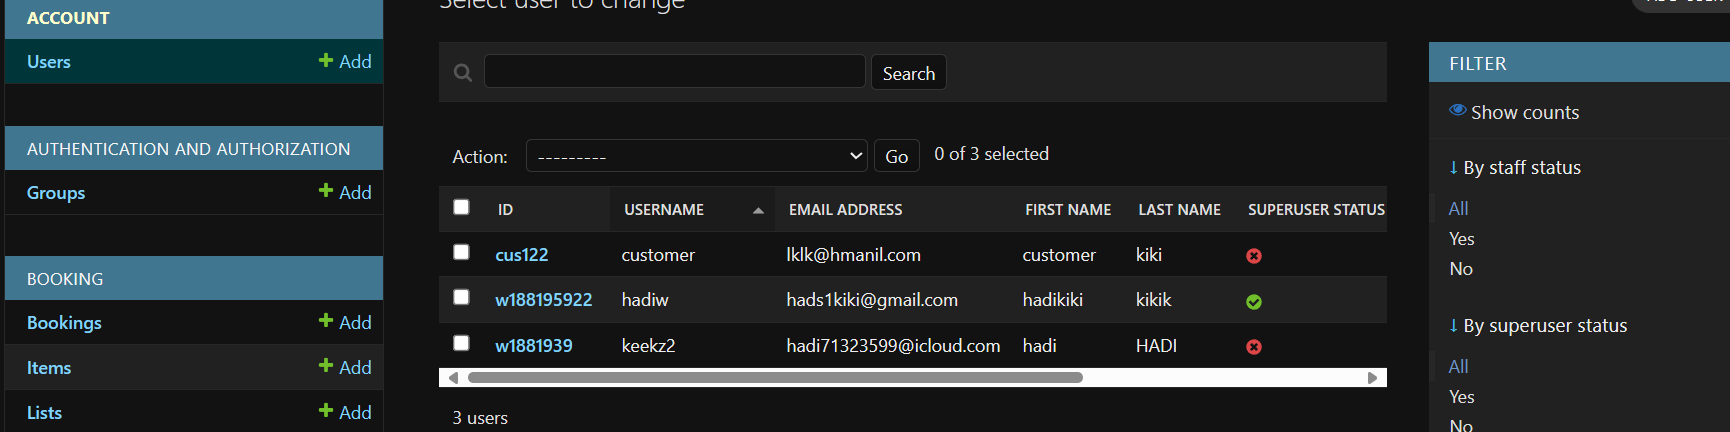 Select user to change
ACCOUNT
Users Add
AUTHENTICATION AND AUTHORIZATION
Groups Add
BOOKING
Bookings Add
Items Add
Lists Add
Search
Action: --------- Go 0 of 3 selected
ID USERNAME EMAIL ADDRESS FIRST NAME LAST NAME SUPERUSER STATUS
cus122 customer lklk@hmanil.com customer kiki
w188195922 hadiw hads1kiki@gmail.com hadikiki kikik
w1881939 keekz2 hadi71323599@icloud.com hadi HADI
3 users
FILTER
Show counts
↓ By staff status
All
Yes
No
↓ By superuser status
All
Yes
No